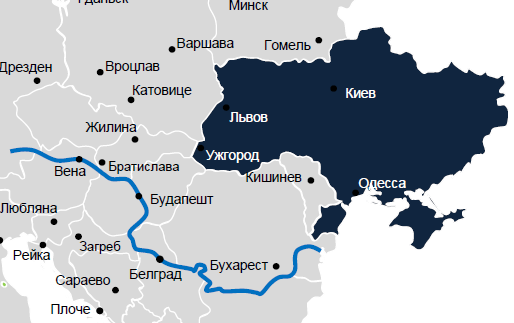 Гданьск
Минск
Варшава
Гомель
Дрезден
Вроцлав
Катовице
Киев
Львов
Жилина
Ужгород
Вена
Братислава
Кишинев
Одесса
Будапешт
Любляна
Загреб
Рейка
Белград
Бухарест
Сараево
Плоче